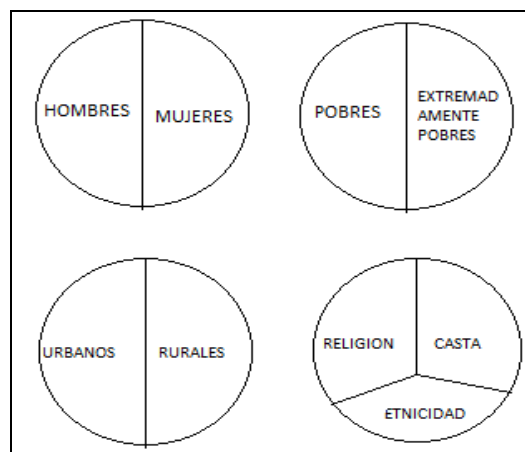 HOMBRES
MUJERES
POBRES
EXTREMAD
AMENTE
POBRES
URBANOS
RURALES
RELIGION
CASTA
ETNICIDAD